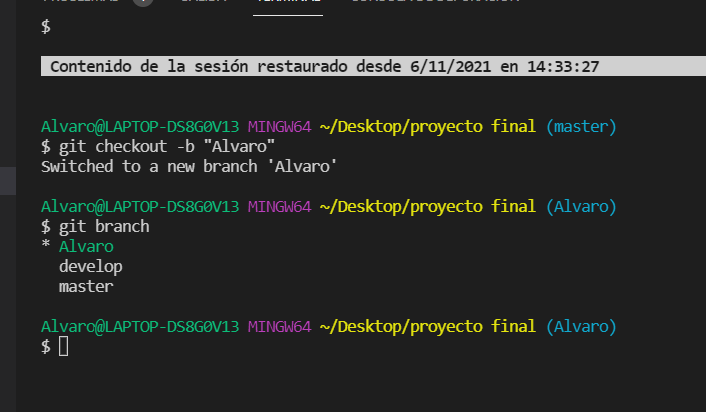 TERMINAL
$
Contenido de la sesión restaurado desde 6/11/2021 en 14:33:27
Alvaro@LAPTOP-DS8G0V13 MINGW64 ~/Desktop/proyecto final (master)
$ git checkout -b "Alvaro"
Switched to a new branch 'Alvaro'
Alvaro@LAPTOP-DS8G0V13 MINGW64 ~/Desktop/proyecto final (Alvaro)
$ git branch
* Alvaro
develop
master
Alvaro@LAPTOP-DS8G0V13 MINGW64 ~/Desktop/proyecto final (Alvaro)
$